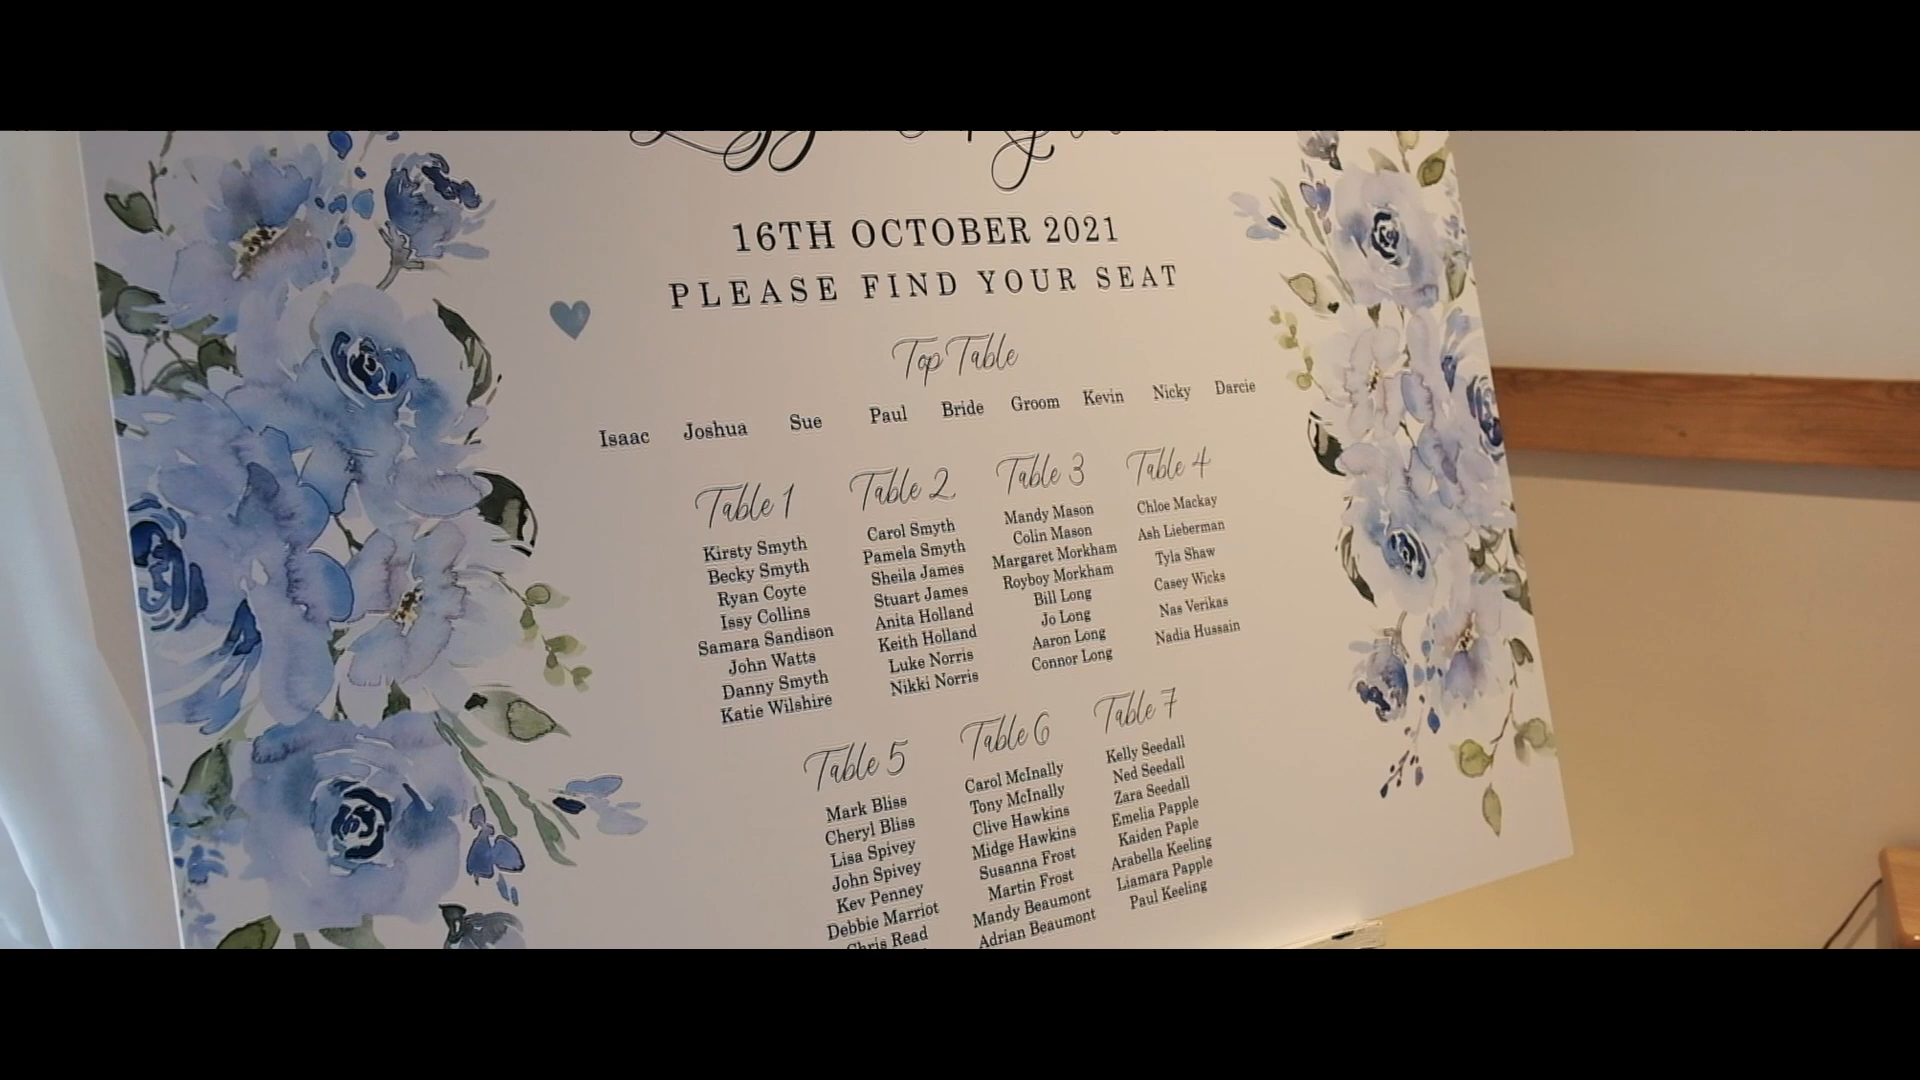 16TH OCTOBER 2021
PLEASE FIND YOUR SEAT
Top Table
Isaac Joshua Sue Paul Bride Groom Kevin Nicky Darcie
Table 1
Kirsty Smyth
Becky Smyth
Ryan Coyte
Issy Collins
Samara Sandison
John Watts
Danny Smyth
Katie Wilshire
Table 2
Carol Smyth
Pamela Smyth
Sheila James
Stuart James
Anita Holland
Keith Holland
Luke Norris
Nikki Norris
Table 3
Mandy Mason
Colin Mason
Margaret Morkham
Royboy Morkham
Bill Long
Jo Long
Aaron Long
Connor Long
Table 4
Chloe Mackay
Ash Lieberman
Tyla Shaw
Casey Wicks
Nas Verikas
Nadia Hussain
Table 5
Mark Bliss
Cheryl Bliss
Lisa Spivey
John Spivey
Kev Penney
Debbie Marriot
Chris Read
Table 6
Carol McInally
Tony McInally
Clive Hawkins
Midge Hawkins
Susanna Frost
Martin Frost
Mandy Beaumont
Adrian Beaumont
Table 7
Kelly Seedall
Ned Seedall
Zara Seedall
Emelia Papple
Kaiden Paple
Arabella Keeling
Liamara Papple
Paul Keeling